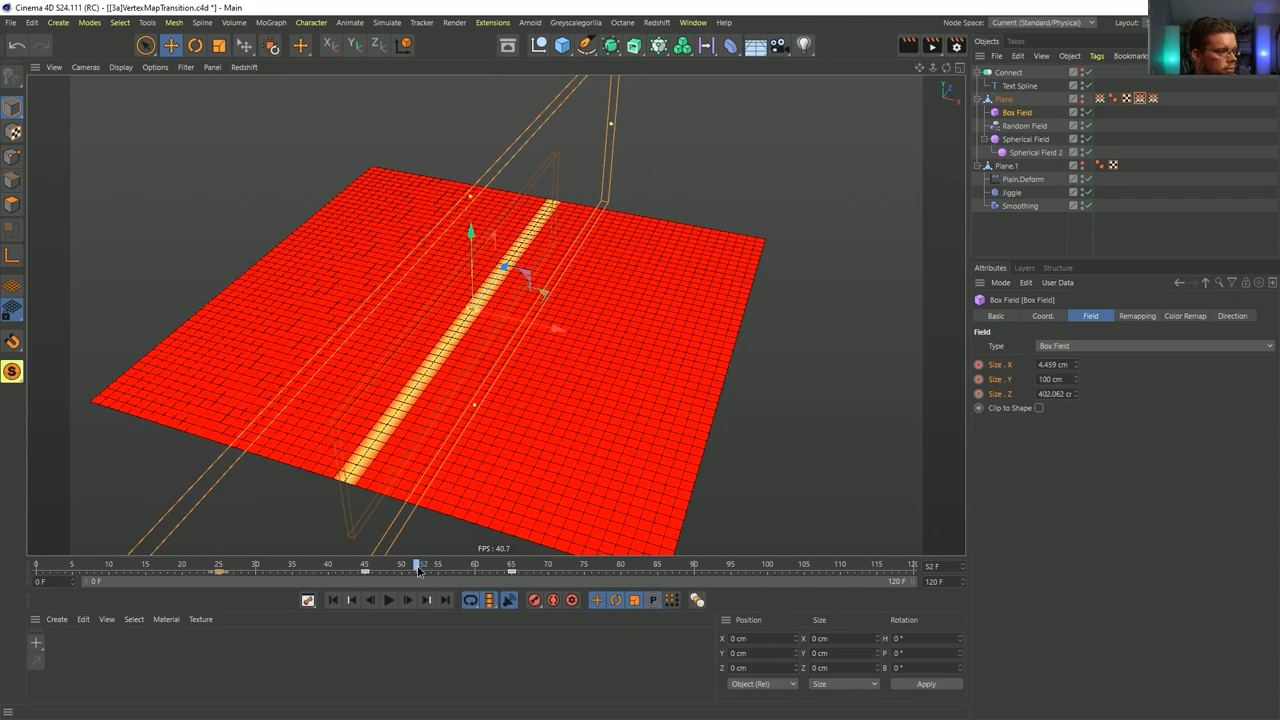 Cinema 4D S24.111 (RC) - [[3a]VertexMapTransition.c4d *] - Main
File Create Modes Select Tools Mesh Spline Volume MoGraph Character Animate Simulate Tracker Render Extensions Arnold Greyscalegorilla Octane Redshift Window Help Node Space: Current (Standard/Physical) Layout:
Objects Takes
File Edit View Object Tags Bookmarks
View Cameras Display Options Filter Panel Redshift
Connect
Text Spline
Plane
Box Field
Random Field
Spherical Field
Spherical Field 2
Plane.1
Plain.Deform
Jiggle
Smoothing
Attributes Layers Structure
Mode Edit User Data
Box Field [Box Field]
Basic Coord. Field Remapping Color Remap Direction
Field
Type Box Field
Size . X 4.459 cm
Size . Y 100 cm
Size . Z 402.062 cr
Clip to Shape
FPS : 40.7
0 5 10 15 20 25 30 35 40 45 50 52 55 60 65 70 75 80 85 90 95 100 105 110 115 12( 52 F
0 F 0 F 120 F 120 F
Create Edit View Select Material Texture
Position Size Rotation
X 0 cm X 0 cm H 0 °
Y 0 cm Y 0 cm P 0 °
Z 0 cm Z 0 cm B 0 °
Object (Rel) Size Apply